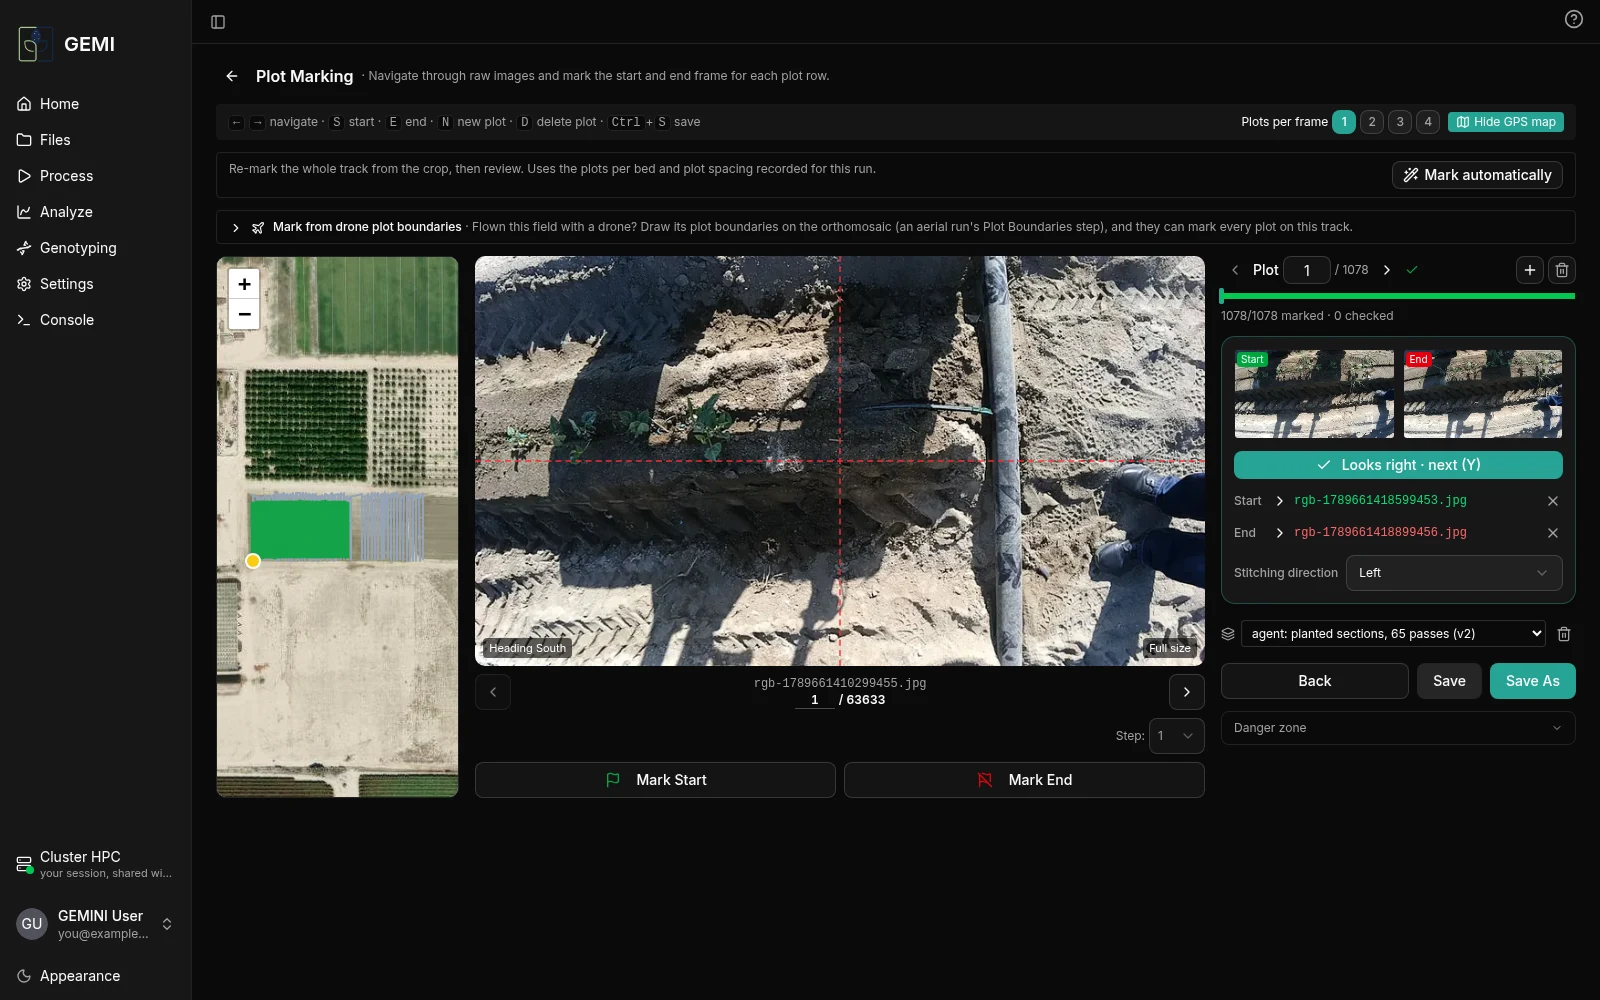 GEMI
Home
Files
Process
Analyze
Genotyping
Settings
Console
Cluster HPC
your session, shared wi...
GU
GEMINI User
you@example...
Appearance
Plot Marking · Navigate through raw images and mark the start and end frame for each plot row.
← → navigate · S start · E end · N new plot · D delete plot · Ctrl + S save
Plots per frame 1 2 3 4 Hide GPS map
Re-mark the whole track from the crop, then review. Uses the plots per bed and plot spacing recorded for this run.
Mark automatically
Mark from drone plot boundaries · Flown this field with a drone? Draw its plot boundaries on the orthomosaic (an aerial run's Plot Boundaries step), and they can mark every plot on this track.
+
−
Heading South
Full size
rgb-1789661410299455.jpg
1 / 63633
Step: 1
Mark Start
Mark End
Plot 1 / 1078
1078/1078 marked · 0 checked
Start
End
Looks right · next (Y)
Start rgb-1789661418599453.jpg
End rgb-1789661418899456.jpg
Stitching direction Left
agent: planted sections, 65 passes (v2)
Back
Save
Save As
Danger zone